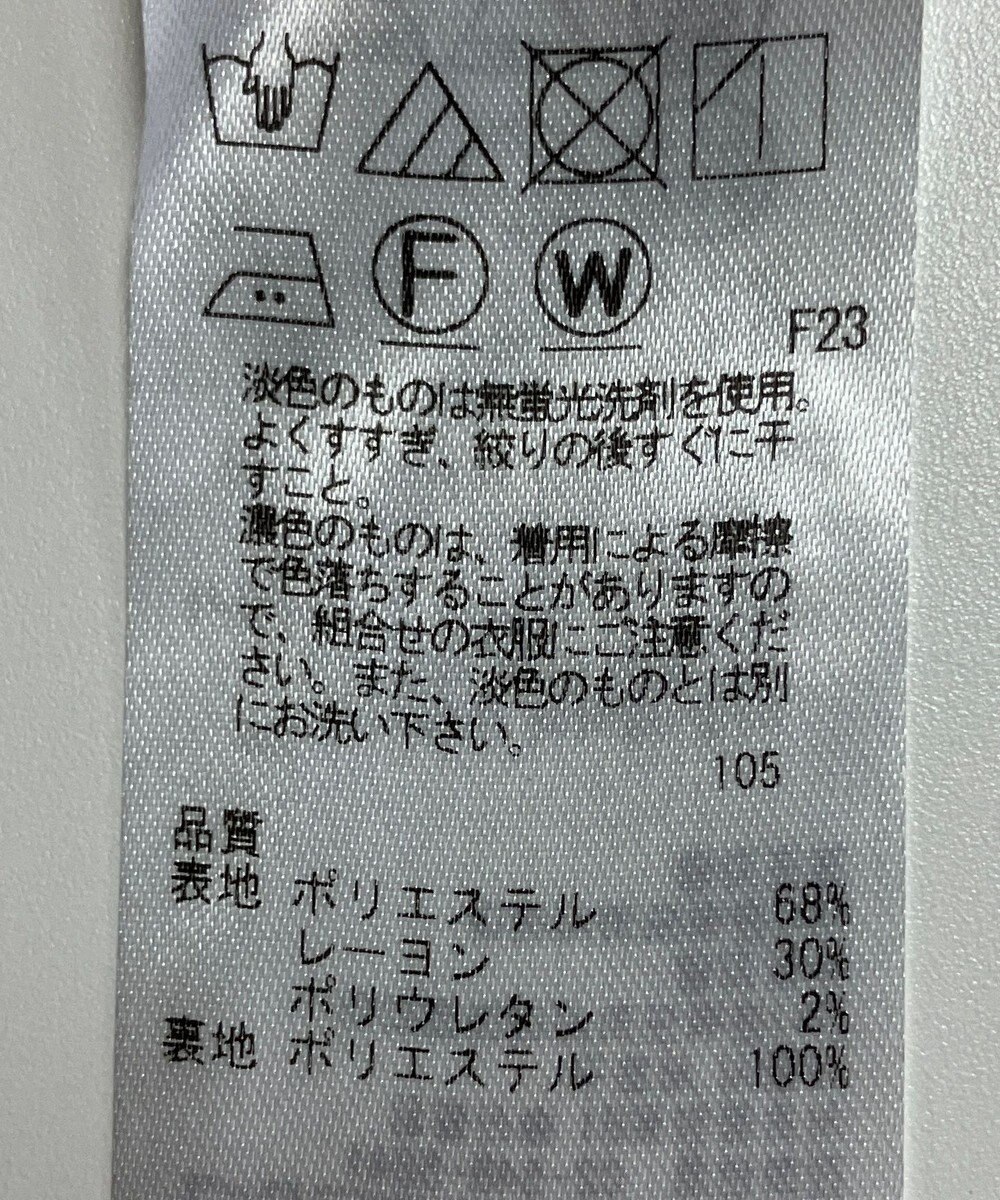 F W
F23
淡色のものは無蛍光洗剤を使用。
よくすすぎ、絞りの後すぐに干
すこと。
濃色のものは、着用による摩擦
で色落ちすることがありますの
で、組合せの衣服にご注意くだ
さい。また、淡色のものとは別
にお洗い下さい。
105
品質
表地 ポリエステル 68%
レーヨン 30%
ポリウレタン 2%
裏地 ポリエステル 100%